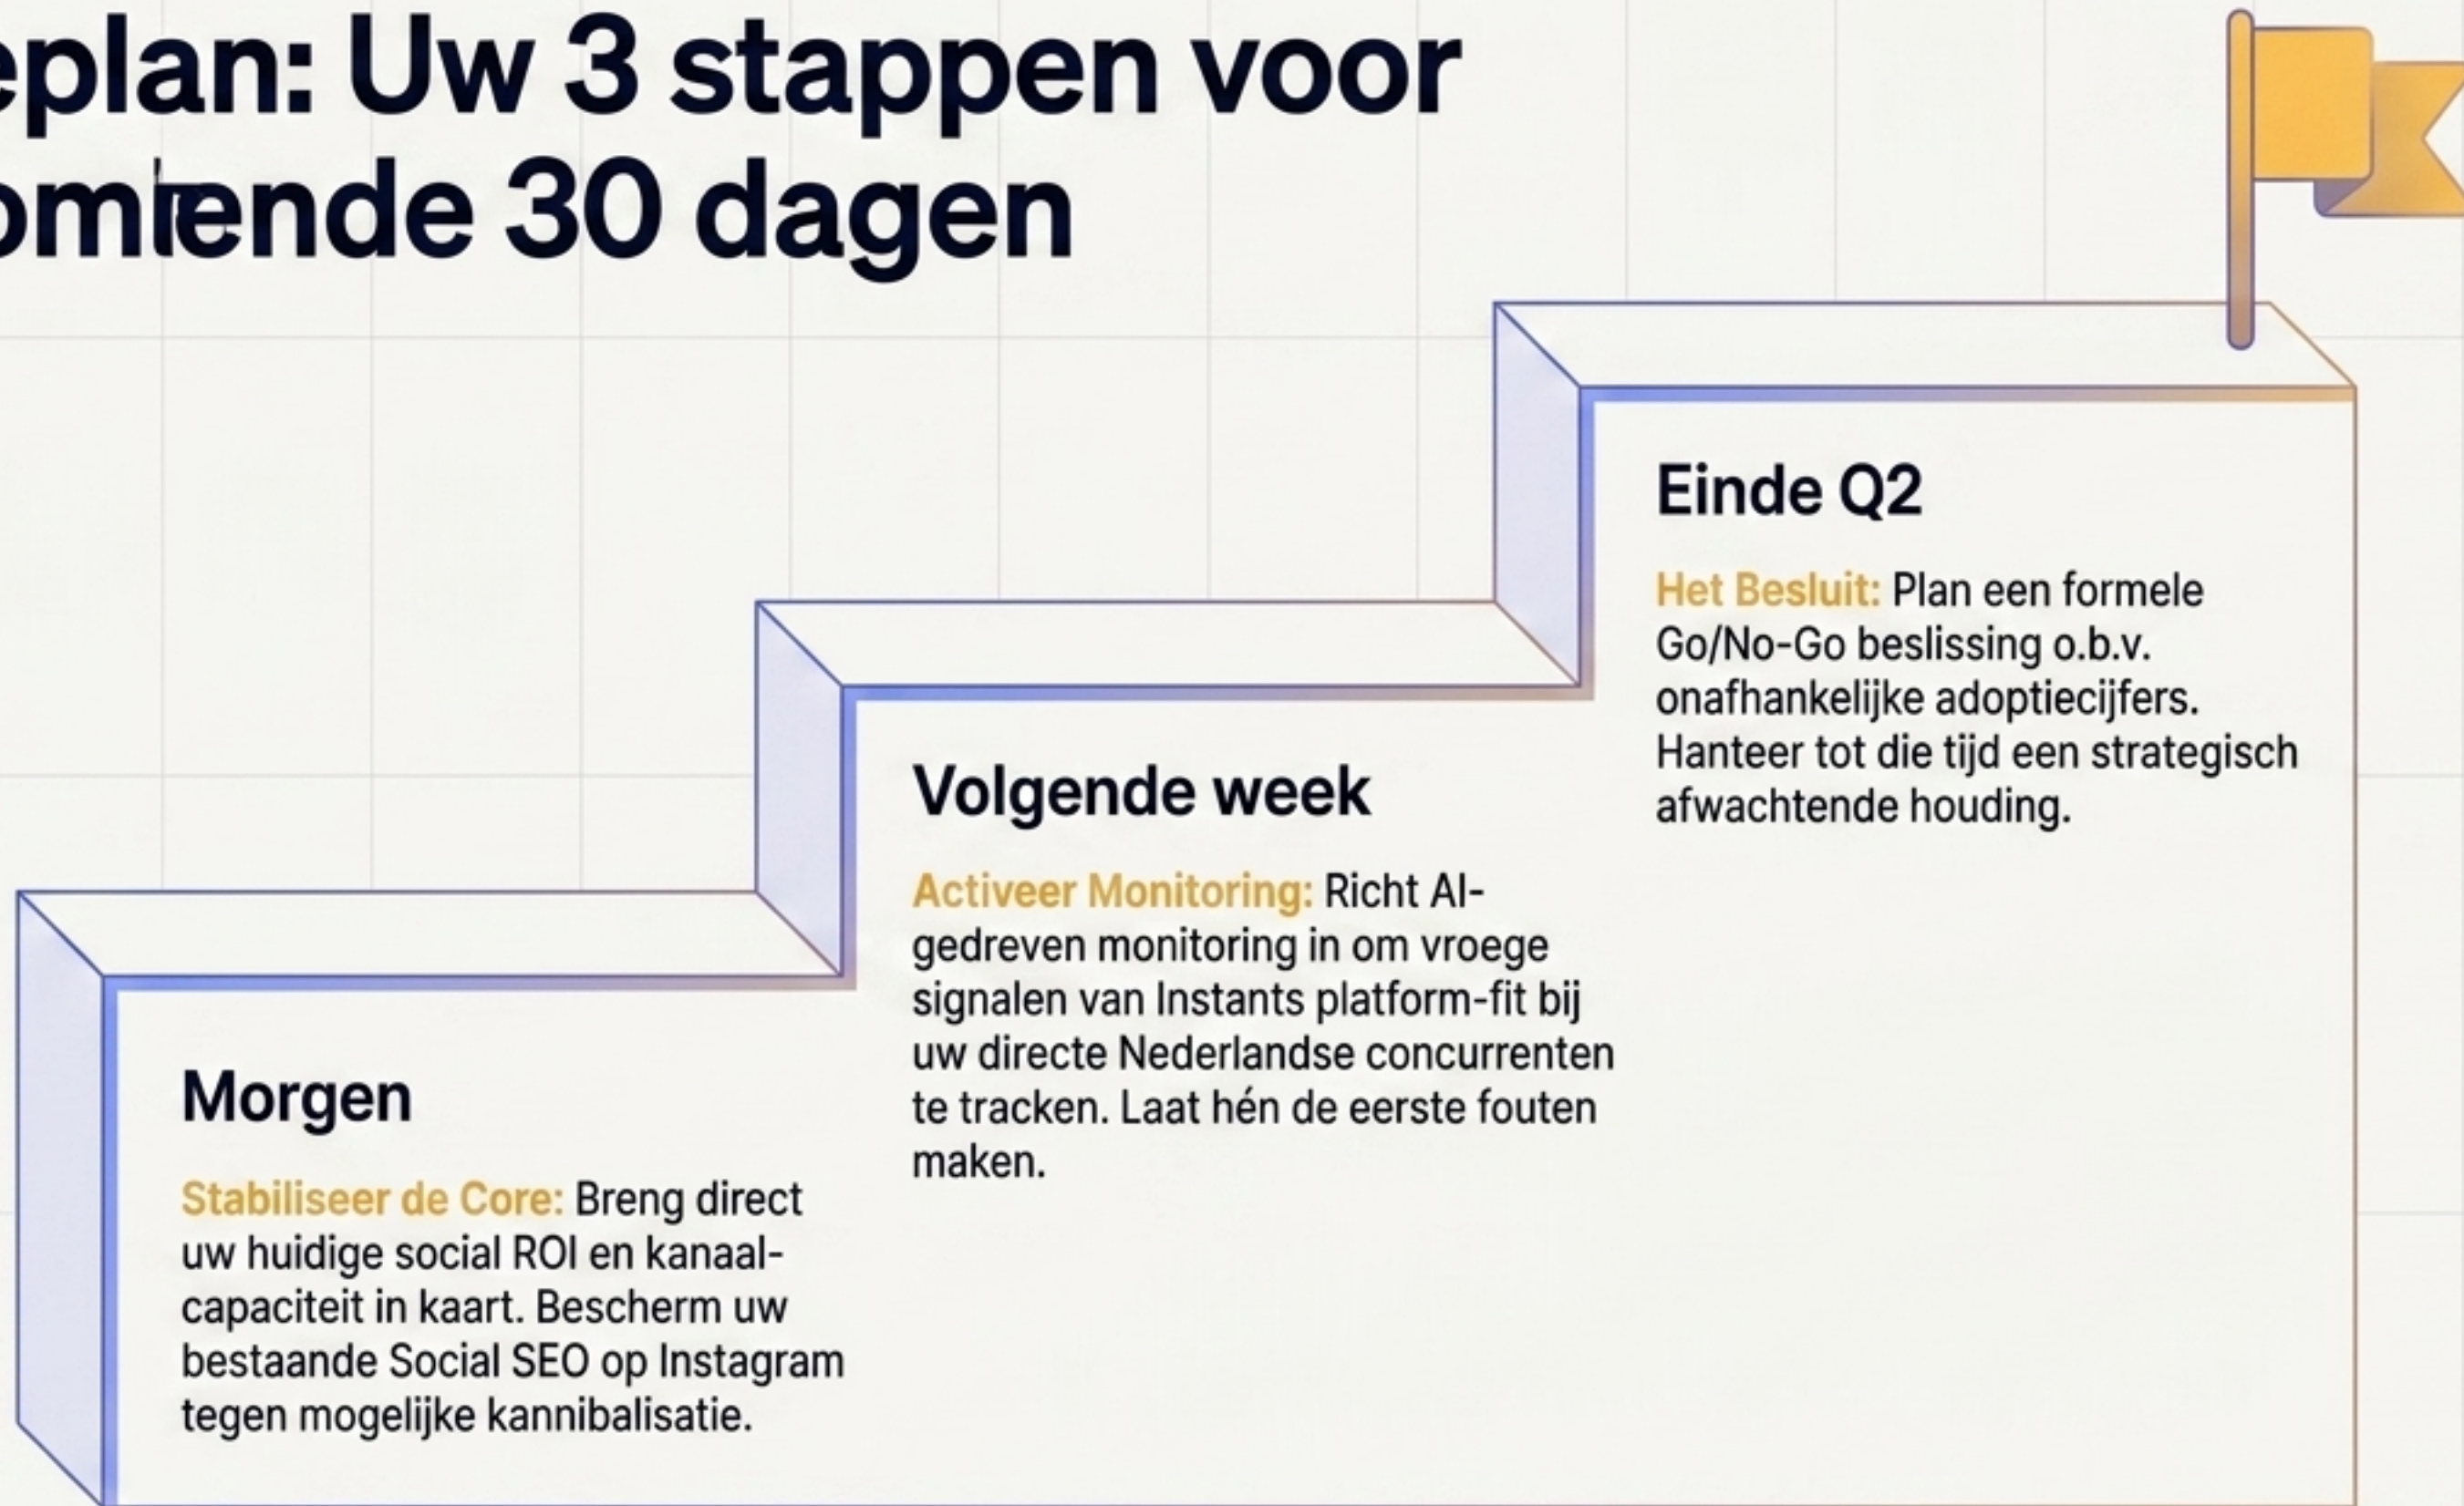 eplan: Uw 3 stappen voor
omende 30 dagen
Morgen
Stabiliseer de Core: Breng direct
uw huidige social ROI en kanaal-
capaciteit in kaart. Bescherm uw
bestaande Social SEO op Instagram
tegen mogelijke kannibalisatie.
Volgende week
Activeer Monitoring: Richt AI-
gedreven monitoring in om vroege
signalen van Instants platform-fit bij
uw directe Nederlandse concurrenten
te tracken. Laat hén de eerste fouten
maken.
Einde Q2
Het Besluit: Plan een formele
Go/No-Go beslissing o.b.v.
onafhankelijke adoptiecijfers.
Hanteer tot die tijd een strategisch
afwachtende houding.